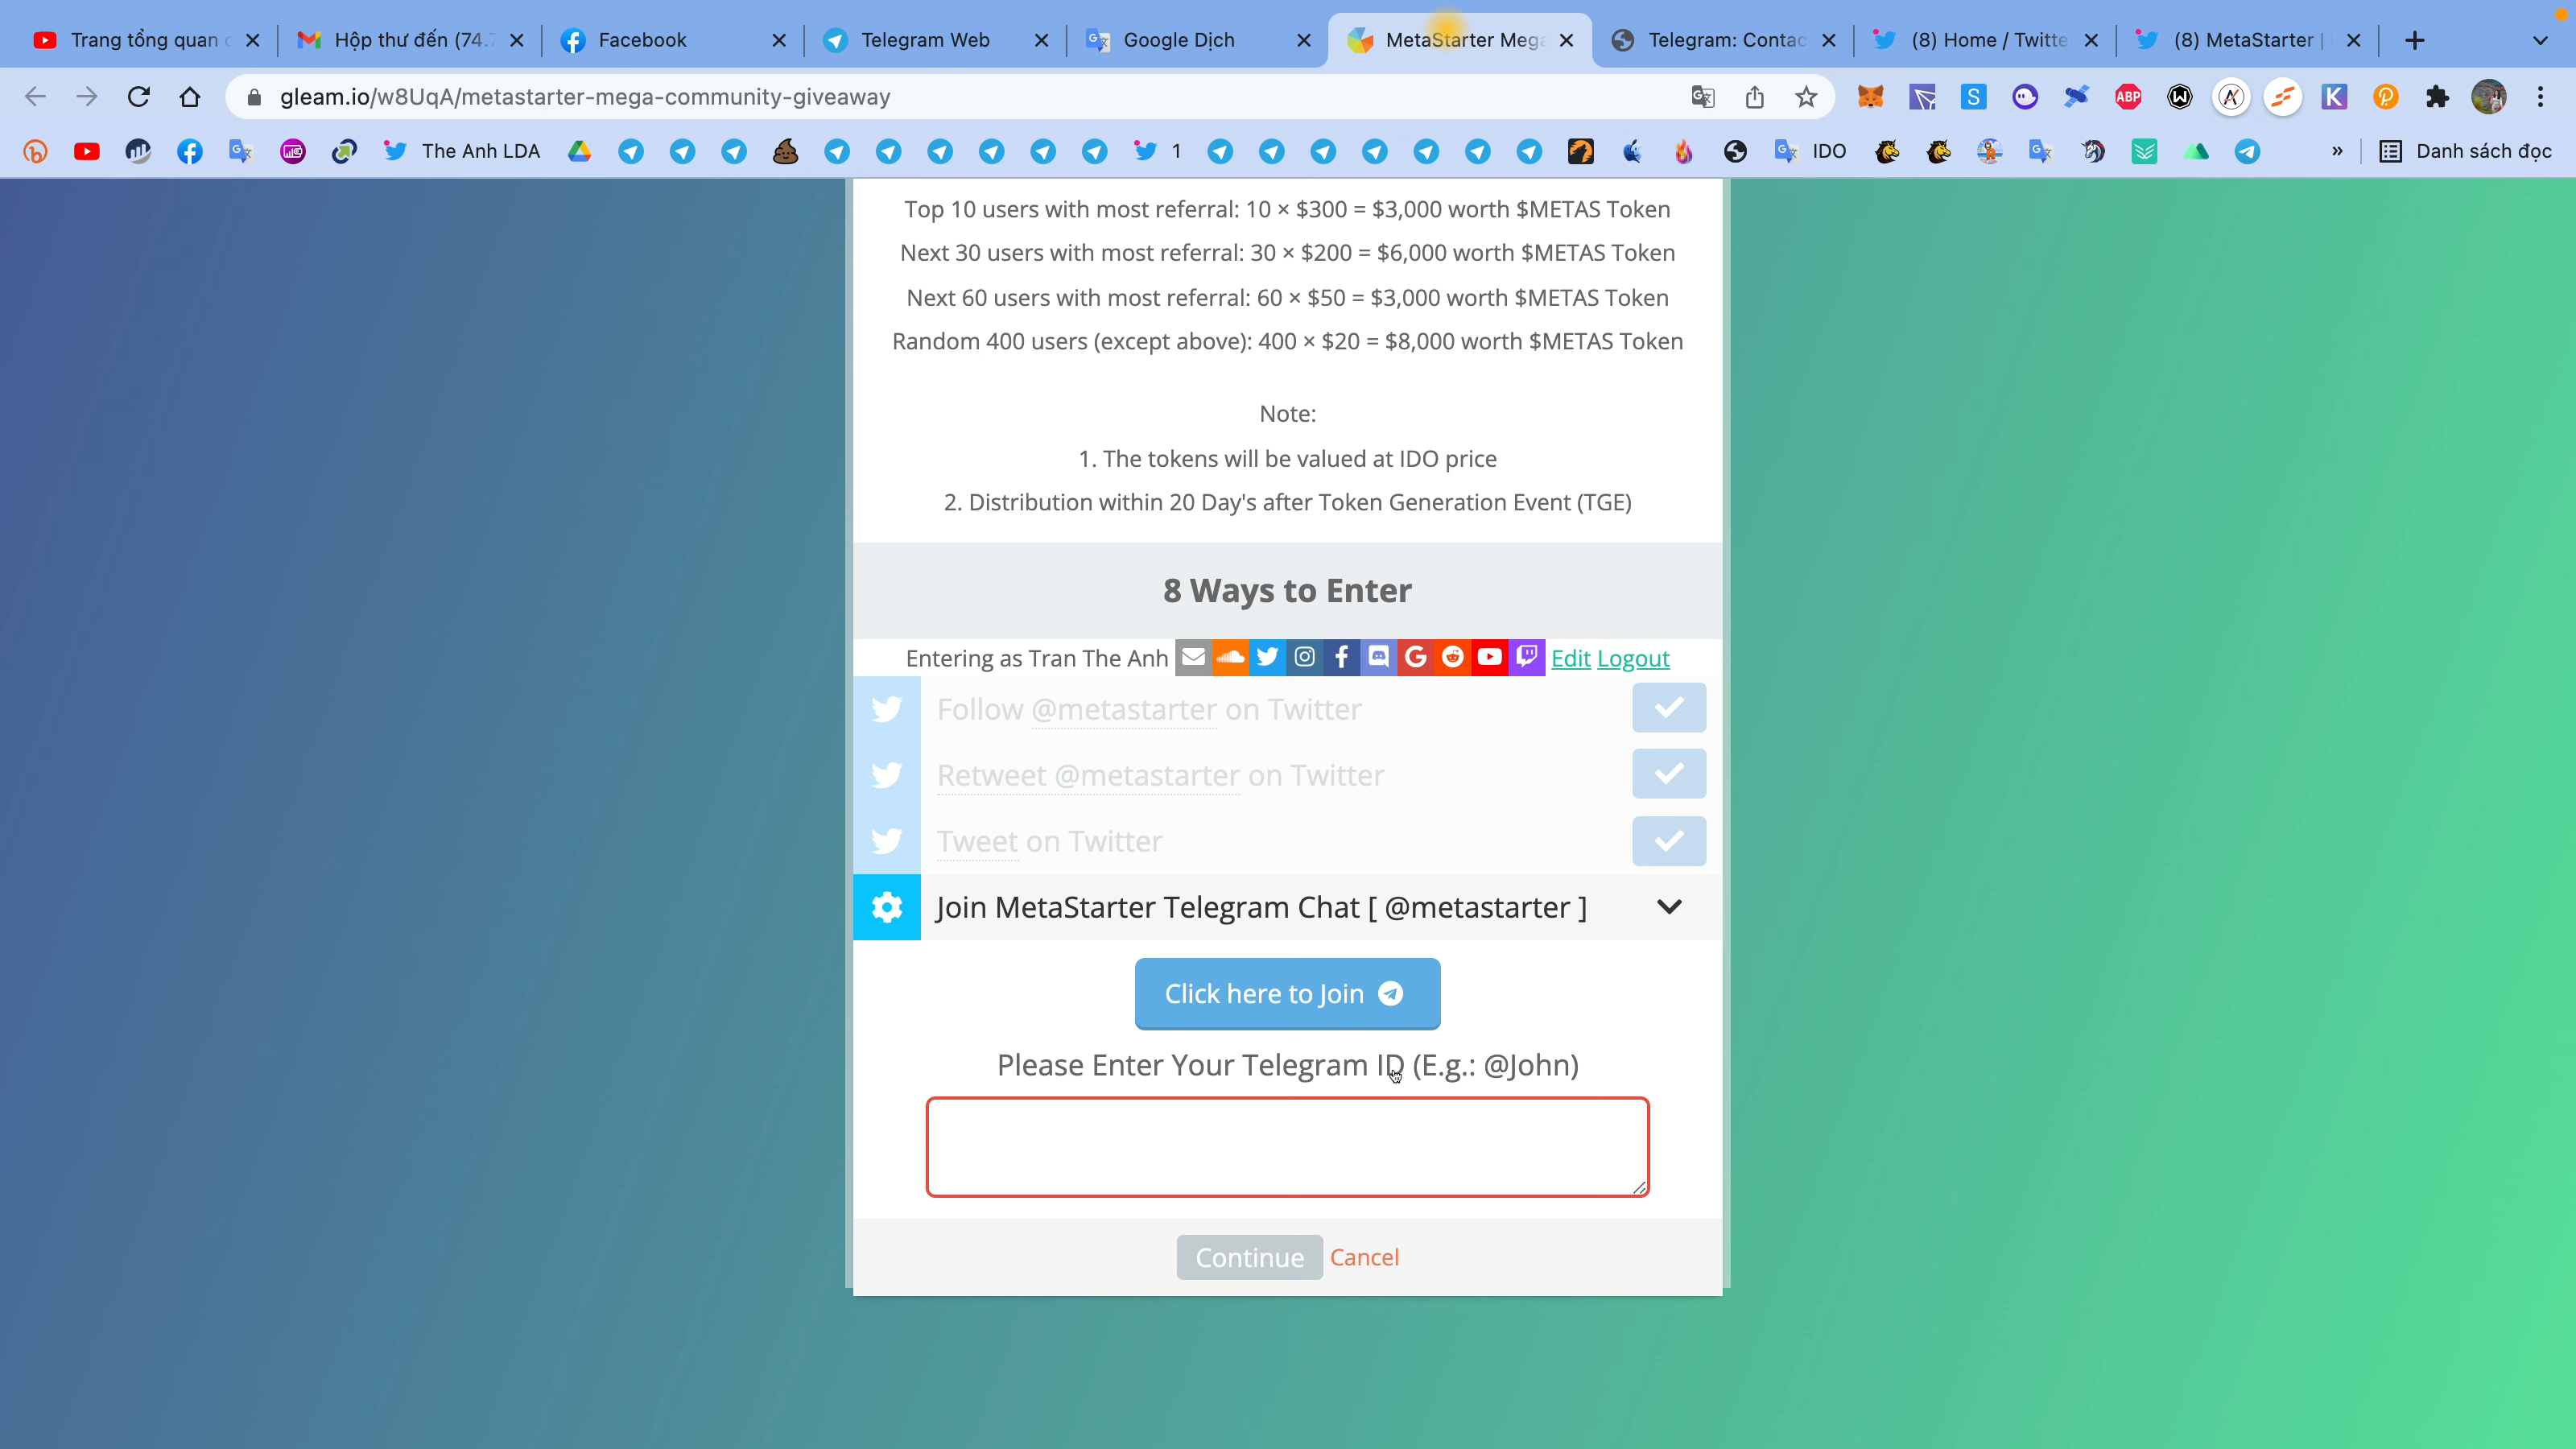 Trang tổng quan
Hộp thư đến (74.
Facebook
Telegram Web
Google Dịch
MetaStarter Meg
Telegram: Contac
(8) Home / Twitte
(8) MetaStarter |
gleam.io/w8UqA/metastarter-mega-community-giveaway
ABP
The Anh LDA
1
IDO
»
Danh sách đọc
Top 10 users with most referral: 10 × $300 = $3,000 worth $METAS Token
Next 30 users with most referral: 30 × $200 = $6,000 worth $METAS Token
Next 60 users with most referral: 60 × $50 = $3,000 worth $METAS Token
Random 400 users (except above): 400 × $20 = $8,000 worth $METAS Token
Note:
1. The tokens will be valued at IDO price
2. Distribution within 20 Day's after Token Generation Event (TGE)
8 Ways to Enter
Entering as Tran The Anh Edit Logout
Follow @metastarter on Twitter
Retweet @metastarter on Twitter
Tweet on Twitter
Join MetaStarter Telegram Chat [ @metastarter ]
Click here to Join
Please Enter Your Telegram ID (E.g.: @John)
Continue Cancel